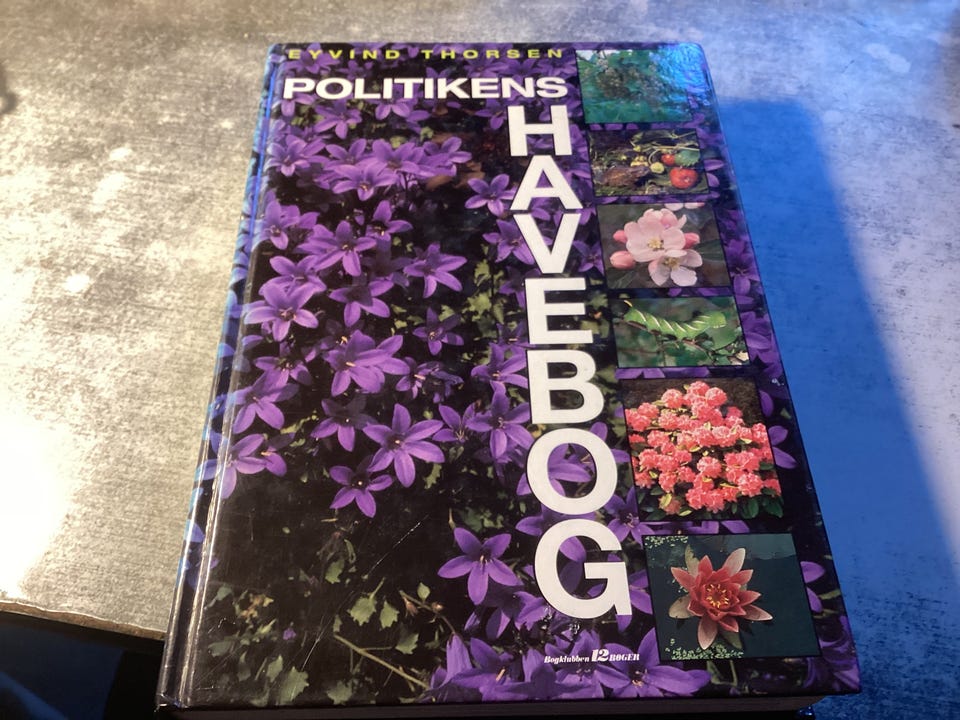 EYVIND THORSEN
POLITIKENS
HAVEBOG
Bogklubben 12 BØGER